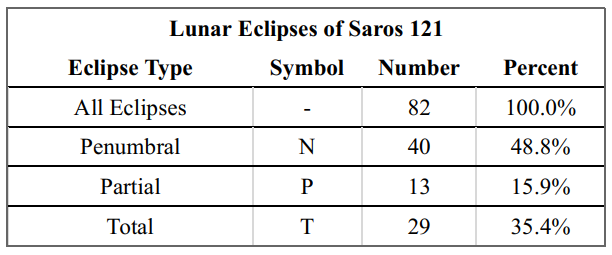 Lunar Eclipses of Saros 121
Eclipse Type Symbol Number Percent
All Eclipses - 82 100.0%
Penumbral N 40 48.8%
Partial P 13 15.9%
Total T 29 35.4%